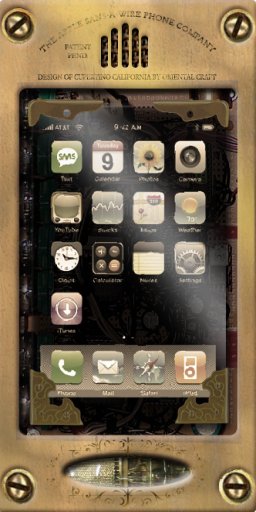 THE APPLE SANS-A-WIRE PHONE COMPANY
PATENT
PEND.
DESIGN OF CUPERTINO CALIFORNIA BY ORIENTAL CRAFT
AT&T 9:42 AM
SMS Tuesday 9 73°
Text Calendar Photos Camera
YouTube Stocks Maps Weather
Clock Calculator Notes Settings
iTunes
Phone Mail Safari iPod